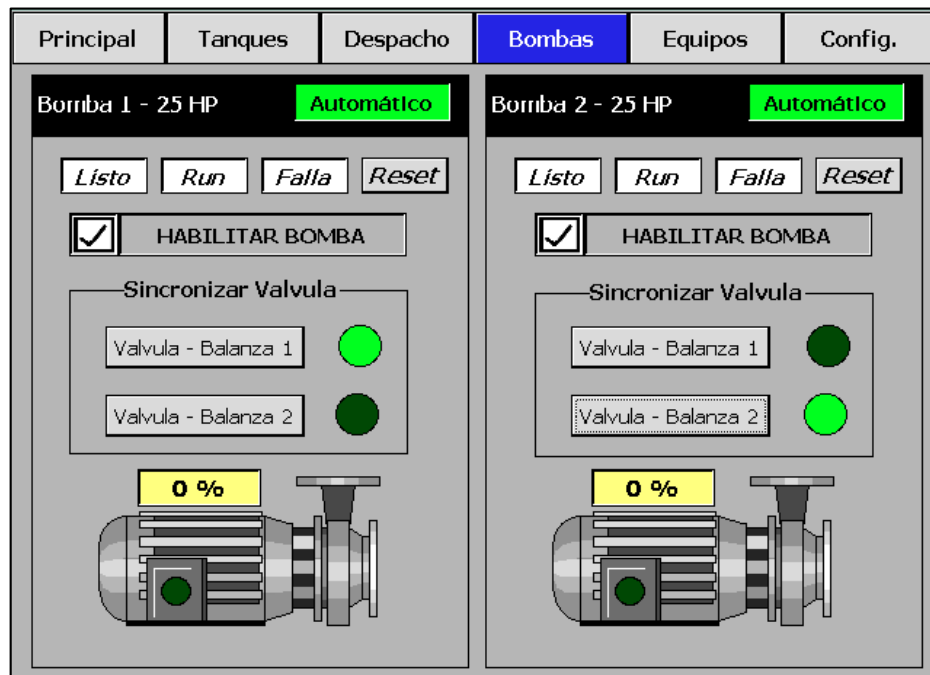 Principal Tanques Despacho Bombas Equipos Config.
Bomba 1 - 25 HP Automático
Listo Run Falla Reset
HABILITAR BOMBA
Sincronizar Valvula
Valvula - Balanza 1
Valvula - Balanza 2
0 %
Bomba 2 - 25 HP Automático
Listo Run Falla Reset
HABILITAR BOMBA
Sincronizar Valvula
Valvula - Balanza 1
Valvula - Balanza 2
0 %